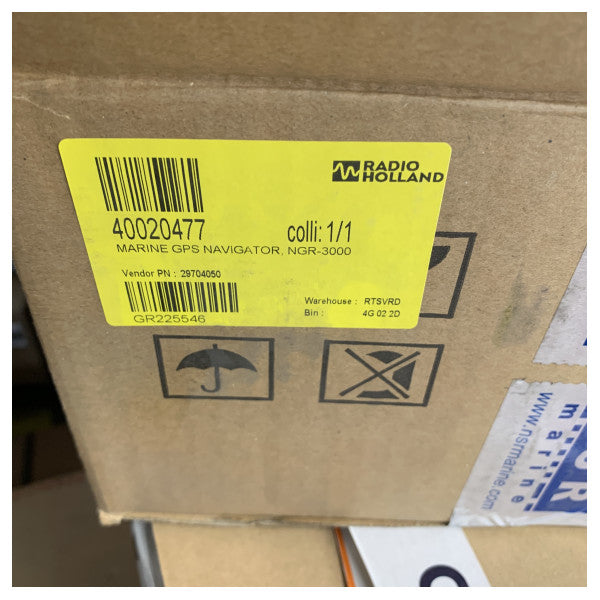 RADIO
HOLLAND
40020477 colli: 1/1
MARINE GPS NAVIGATOR, NGR-3000
Vendor PN : 29704050
Warehouse : RTSVRD
GR225546
Bin : 4G 02 2D
www.nsrmarine.com
marine